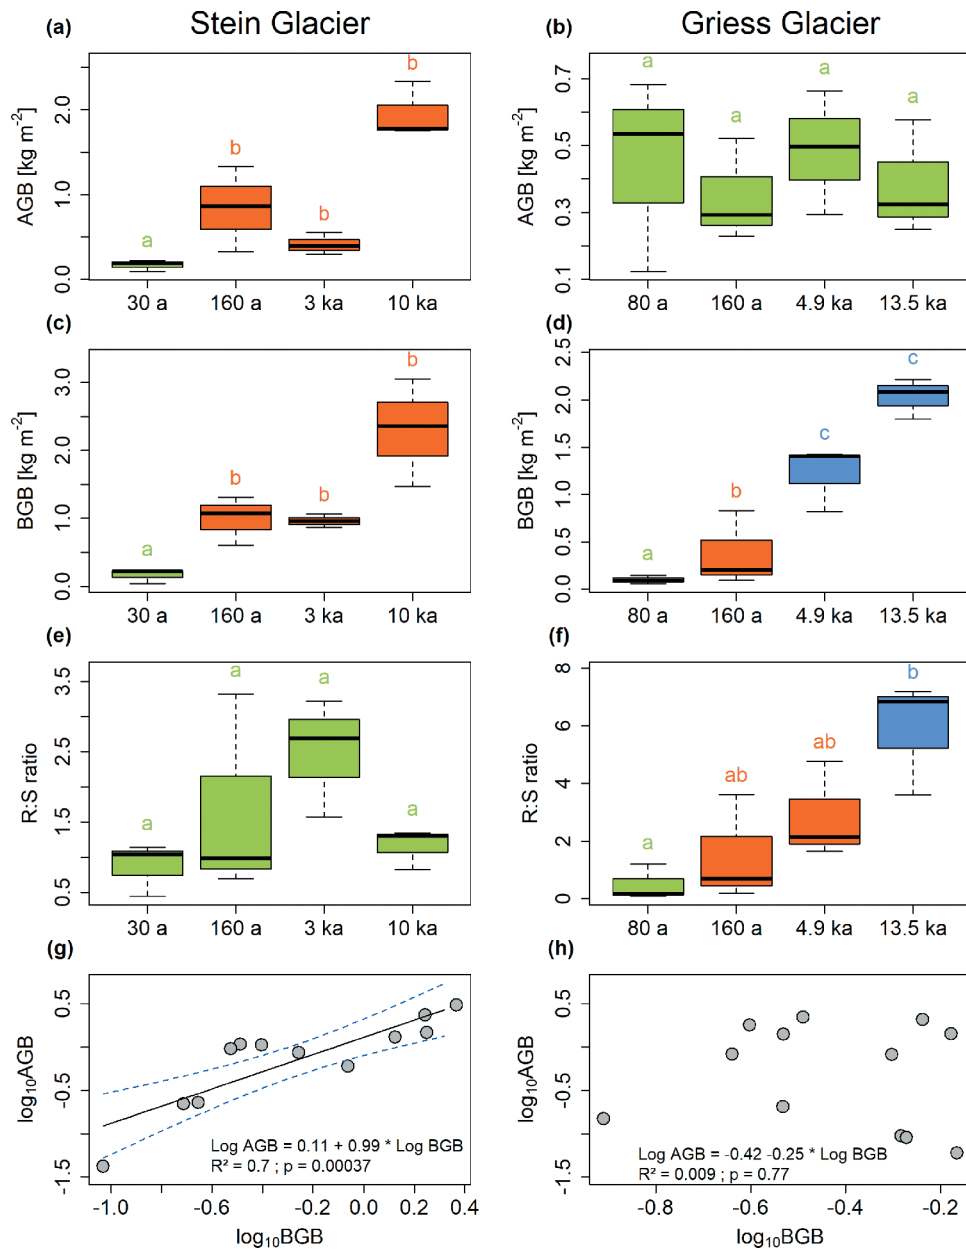 (a) Stein Glacier
AGB [kg m⁻²]
2.0
1.0
0.0
a
b
b
b
30 a 160 a 3 ka 10 ka
(b) Griess Glacier
AGB [kg m⁻²]
0.7
0.5
0.3
0.1
a
a
a
a
80 a 160 a 4.9 ka 13.5 ka
(c)
BGB [kg m⁻²]
3.0
2.0
1.0
0.0
a
b
b
b
30 a 160 a 3 ka 10 ka
(d)
BGB [kg m⁻²]
2.5
2.0
1.5
1.0
0.5
0.0
a
b
c
c
80 a 160 a 4.9 ka 13.5 ka
(e)
R:S ratio
3.5
2.5
1.5
0.5
a
a
a
a
30 a 160 a 3 ka 10 ka
(f)
R:S ratio
8
6
4
2
0
a
ab
ab
b
80 a 160 a 4.9 ka 13.5 ka
(g)
log₁₀AGB
0.5
-0.5
-1.5
Log AGB = 0.11 + 0.99 * Log BGB
R² = 0.7 ; p = 0.00037
-1.0 -0.6 -0.2 0.0 0.2 0.4
log₁₀BGB
(h)
log₁₀AGB
0.5
-0.5
-1.5
Log AGB = -0.42 -0.25 * Log BGB
R² = 0.009 ; p = 0.77
-0.8 -0.6 -0.4 -0.2
log₁₀BGB